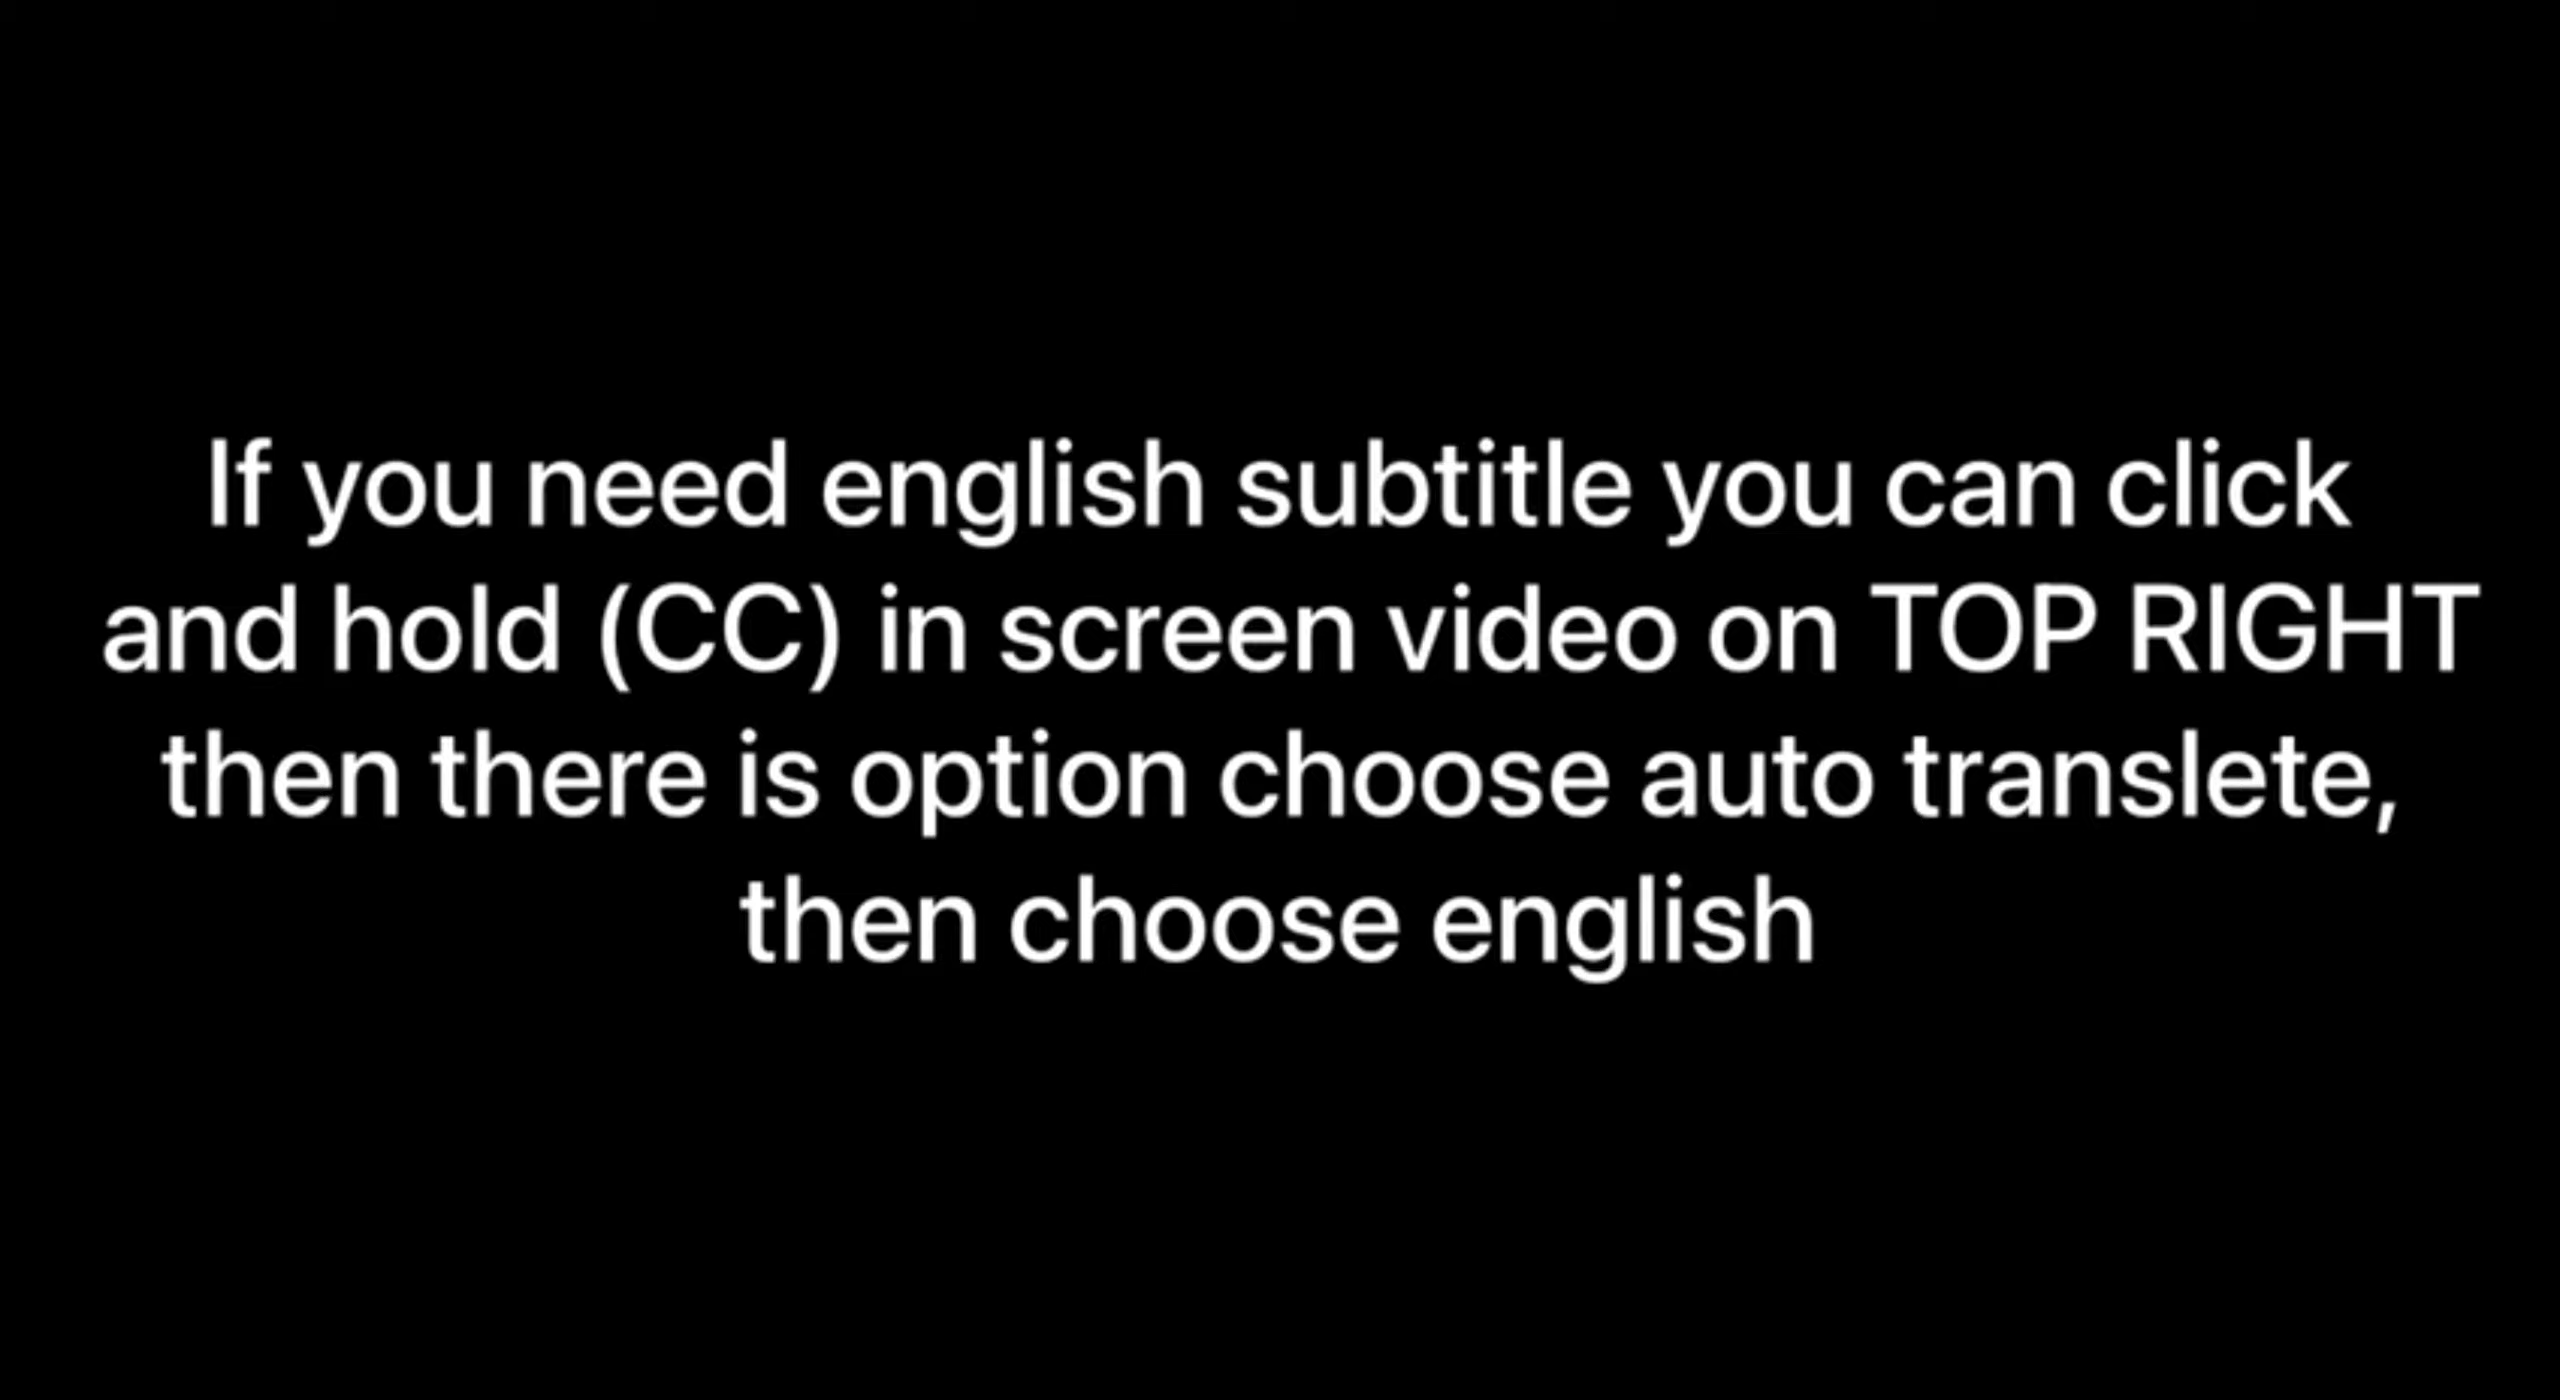 If you need english subtitle you can click
and hold (CC) in screen video on TOP RIGHT
then there is option choose auto translete,
then choose english